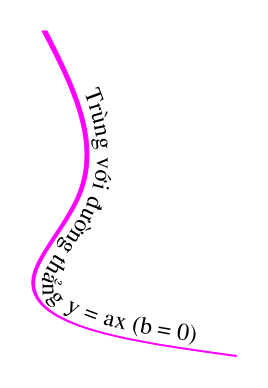 Trùng với đường thẳng y = ax (b = 0)